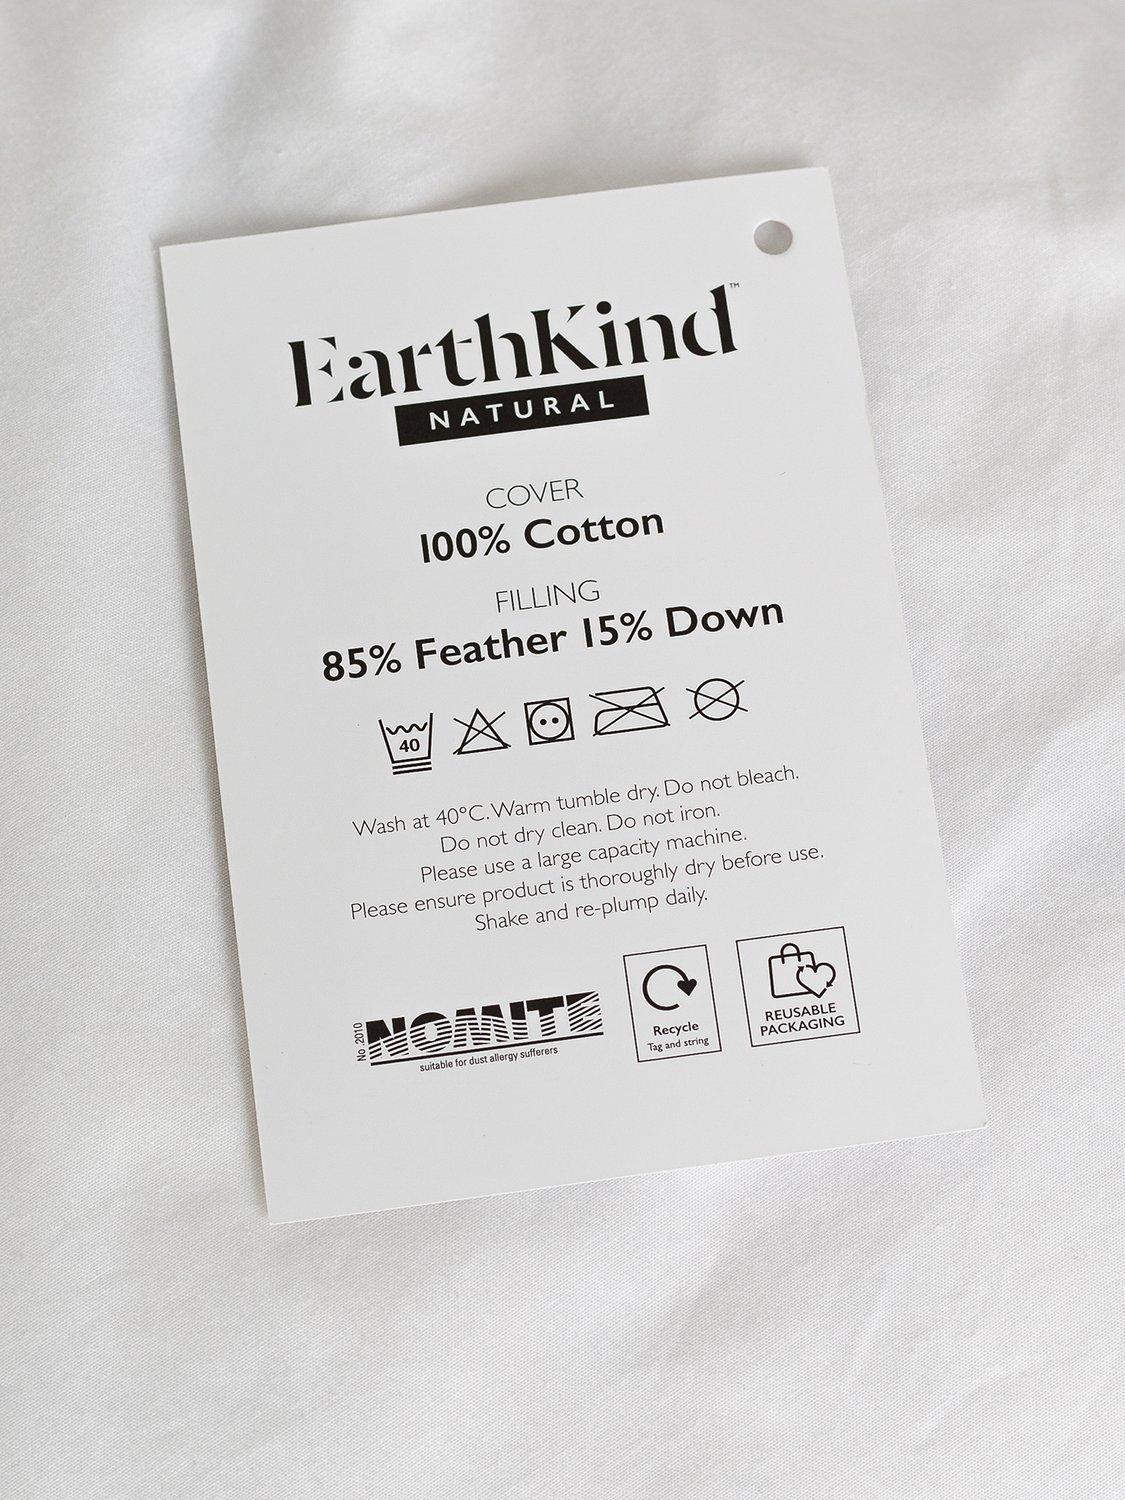 EarthKind™
NATURAL
COVER
100% Cotton
FILLING
85% Feather 15% Down
40
Wash at 40°C. Warm tumble dry. Do not bleach.
Do not dry clean. Do not iron.
Please use a large capacity machine.
Please ensure product is thoroughly dry before use.
Shake and re-plump daily.
No. 2010
NOMITE
suitable for dust allergy sufferers
Recycle
Tag and string
REUSABLE
PACKAGING